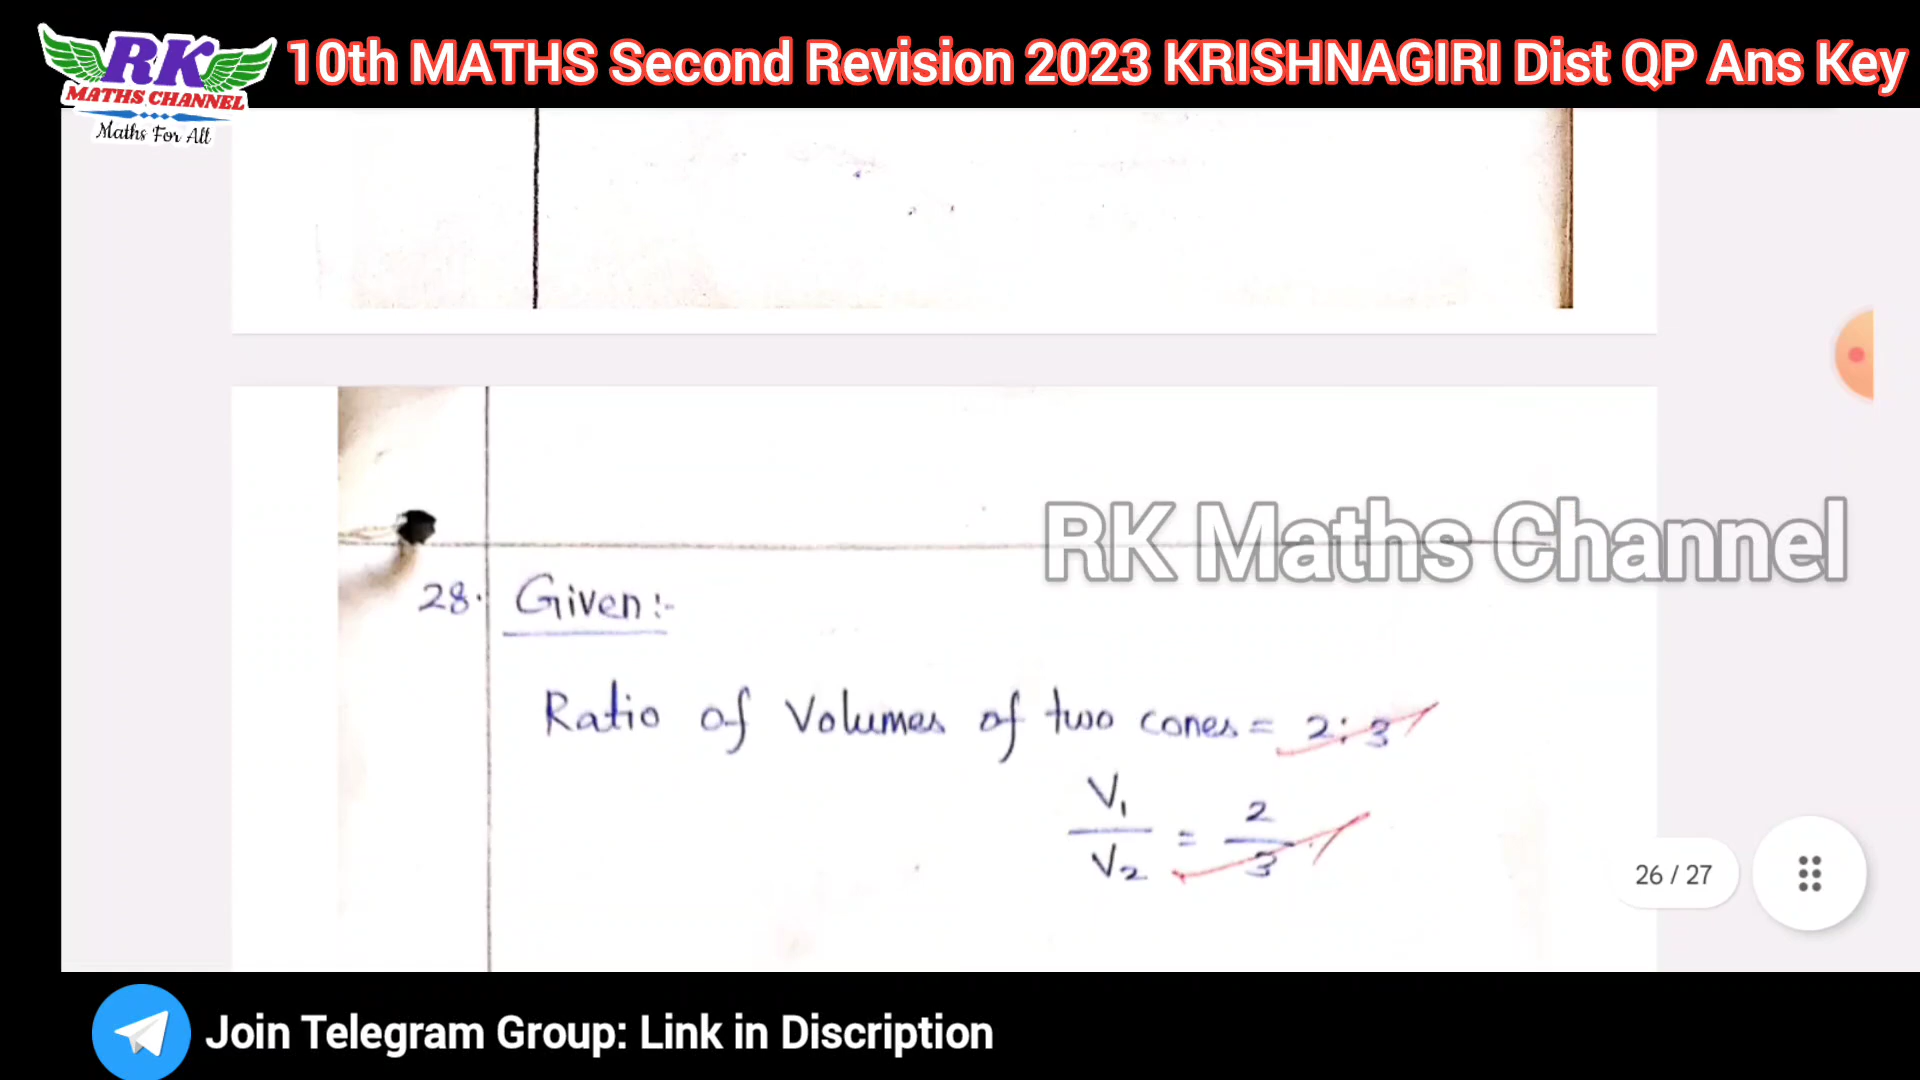 RK
MATHS CHANNEL
Maths For All
10th MATHS Second Revision 2023 KRISHNAGIRI Dist QP Ans Key
RK Maths Channel
28. Given:-
Ratio of Volumes of two cones = 2:3
V₁/V₂ = 2/3
26 / 27
Join Telegram Group: Link in Discription